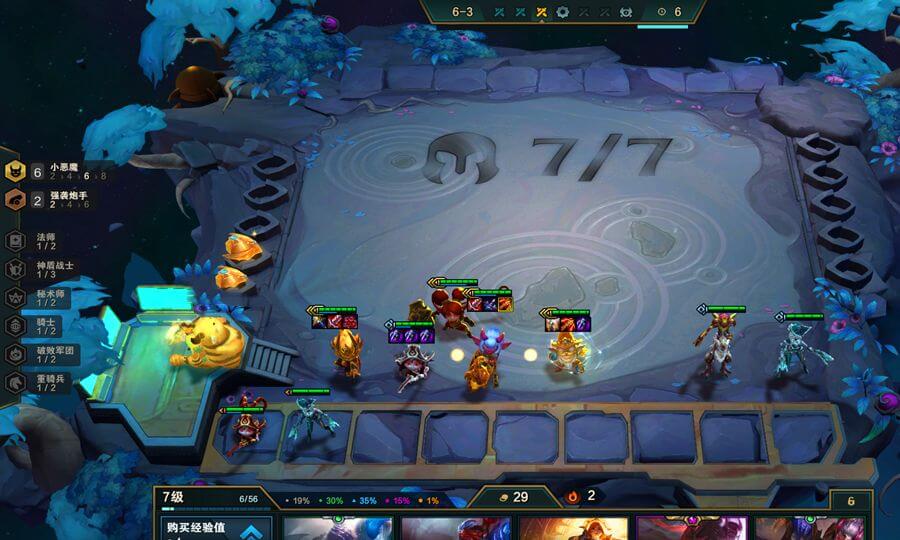 6-3
6
7/7
6
小恶魔
2 › 4 › 6 › 8
2
强袭炮手
2 › 4 › 6
法师
1 / 2
神盾战士
1 / 3
秘术师
1 / 2
骑士
1 / 2
破败军团
1 / 2
重骑兵
1 / 2
7级
6/56
19%
30%
35%
15%
1%
29
2
6
购买经验值